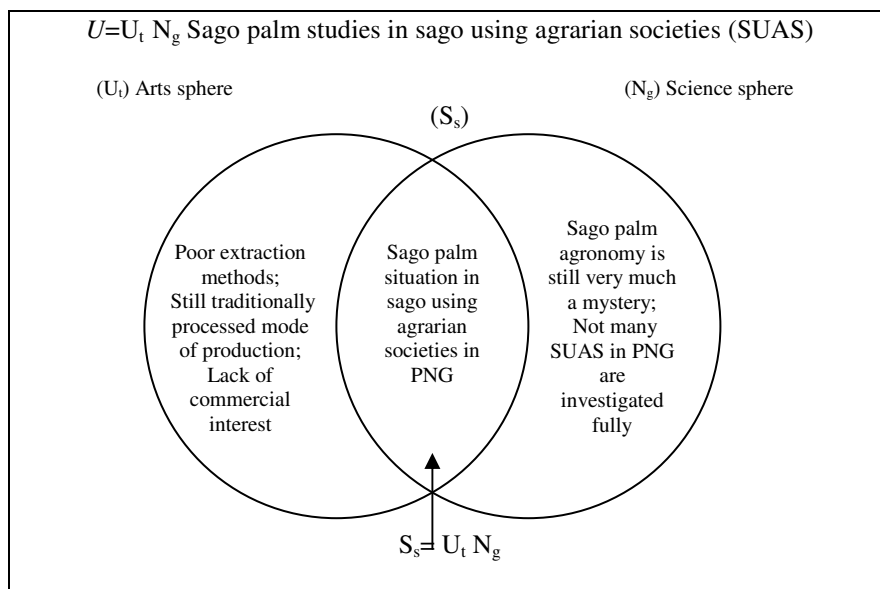 U=Uₜ N_g Sago palm studies in sago using agrarian societies (SUAS)
(Uₜ) Arts sphere
(N_g) Science sphere
(Sₛ)
Poor extraction
methods;
Still traditionally
processed mode
of production;
Lack of
commercial
interest
Sago palm
situation in
sago using
agrarian
societies in
PNG
Sago palm
agronomy is
still very much
a mystery;
Not many
SUAS in PNG
are
investigated
fully
Sₛ= Uₜ N_g